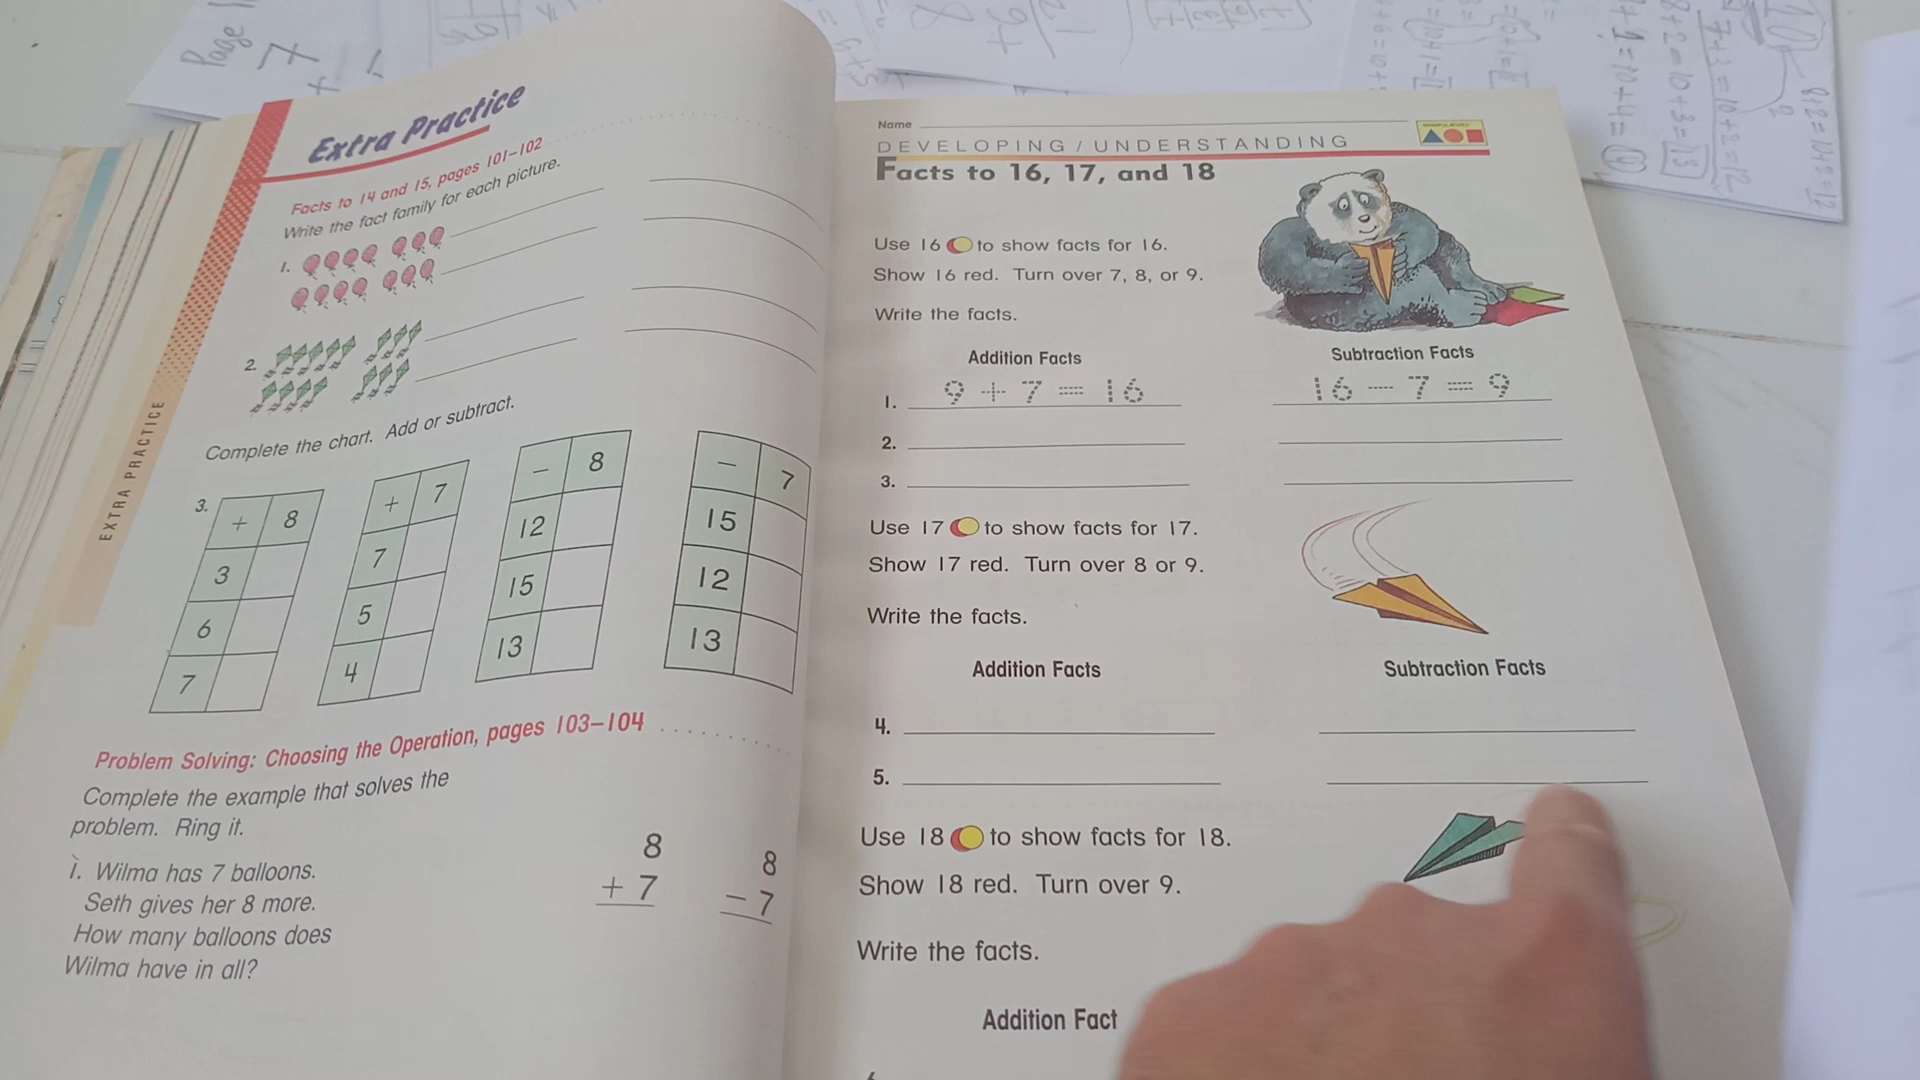 Page
7
Extra Practice
Facts to 14 and 15, pages 101–102
Write the fact family for each picture.
1.
2.
Complete the chart. Add or subtract.
3.
+ 8
3
6
7
+ 7
7
5
4
− 8
12
15
13
− 7
15
12
13
Problem Solving: Choosing the Operation, pages 103–104
Complete the example that solves the
problem. Ring it.
1. Wilma has 7 balloons.
Seth gives her 8 more.
How many balloons does
Wilma have in all?
8
+ 7
8
− 7
EXTRA PRACTICE
Name
DEVELOPING / UNDERSTANDING
MANIPULATIVES
Facts to 16, 17, and 18
Use 16 to show facts for 16.
Show 16 red. Turn over 7, 8, or 9.
Write the facts.
Addition Facts Subtraction Facts
1. 9 + 7 = 16 16 − 7 = 9
2.
3.
Use 17 to show facts for 17.
Show 17 red. Turn over 8 or 9.
Write the facts.
Addition Facts Subtraction Facts
4.
5.
Use 18 to show facts for 18.
Show 18 red. Turn over 9.
Write the facts.
Addition Fact